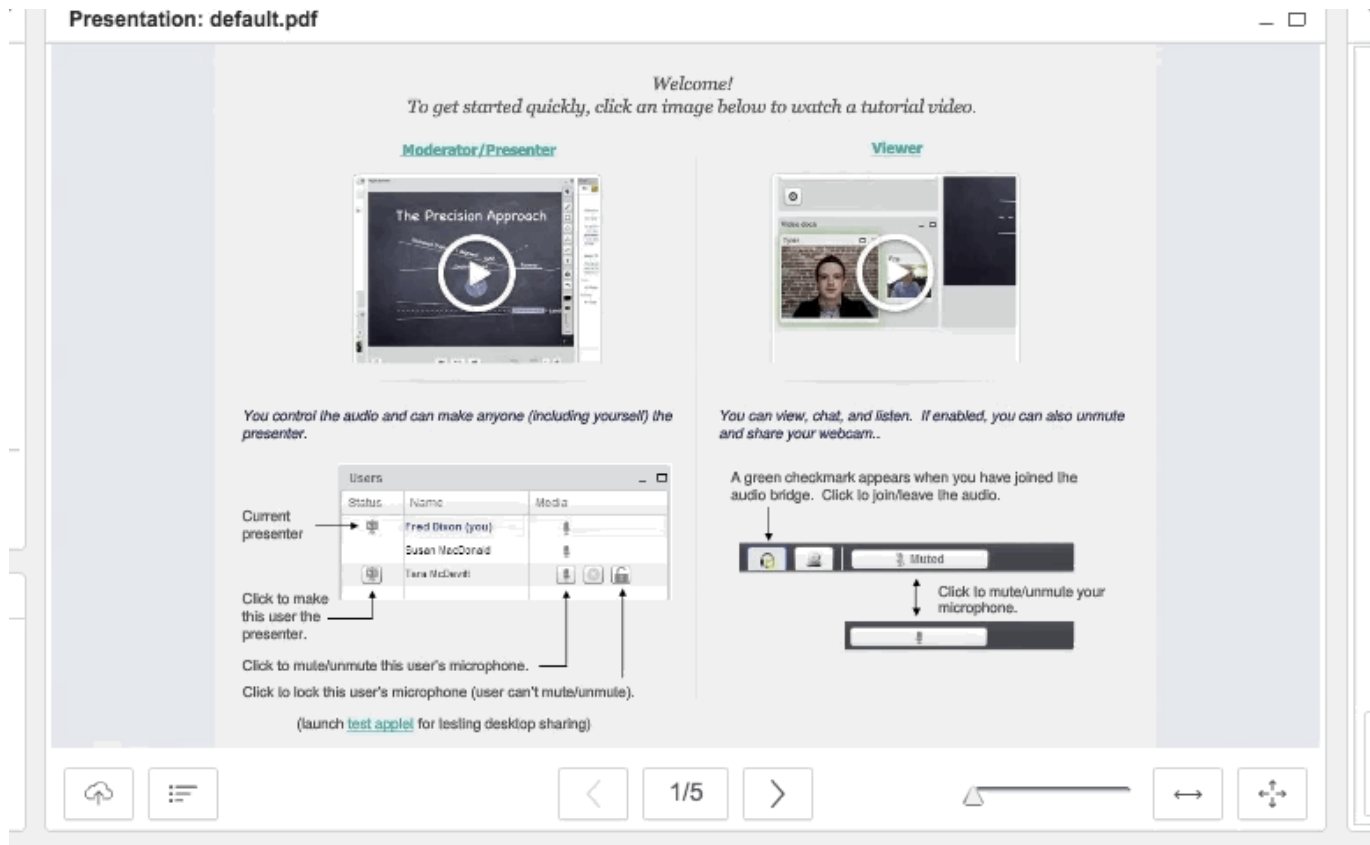 Presentation: default.pdf
Welcome!
To get started quickly, click an image below to watch a tutorial video.
Moderator/Presenter
Viewer
The Precision Approach
Video dock
You control the audio and can make anyone (including yourself) the
presenter.
You can view, chat, and listen. If enabled, you can also unmute
and share your webcam..
Users
Status Name Media
Current
presenter
Fred Dixon (you)
Susan MacDonald
Tara McDevitt
Click to make
this user the
presenter.
Click to mute/unmute this user's microphone.
Click to lock this user's microphone (user can't mute/unmute).
(launch test applet for testing desktop sharing)
A green checkmark appears when you have joined the
audio bridge. Click to join/leave the audio.
Muted
Click to mute/unmute your
microphone.
1/5